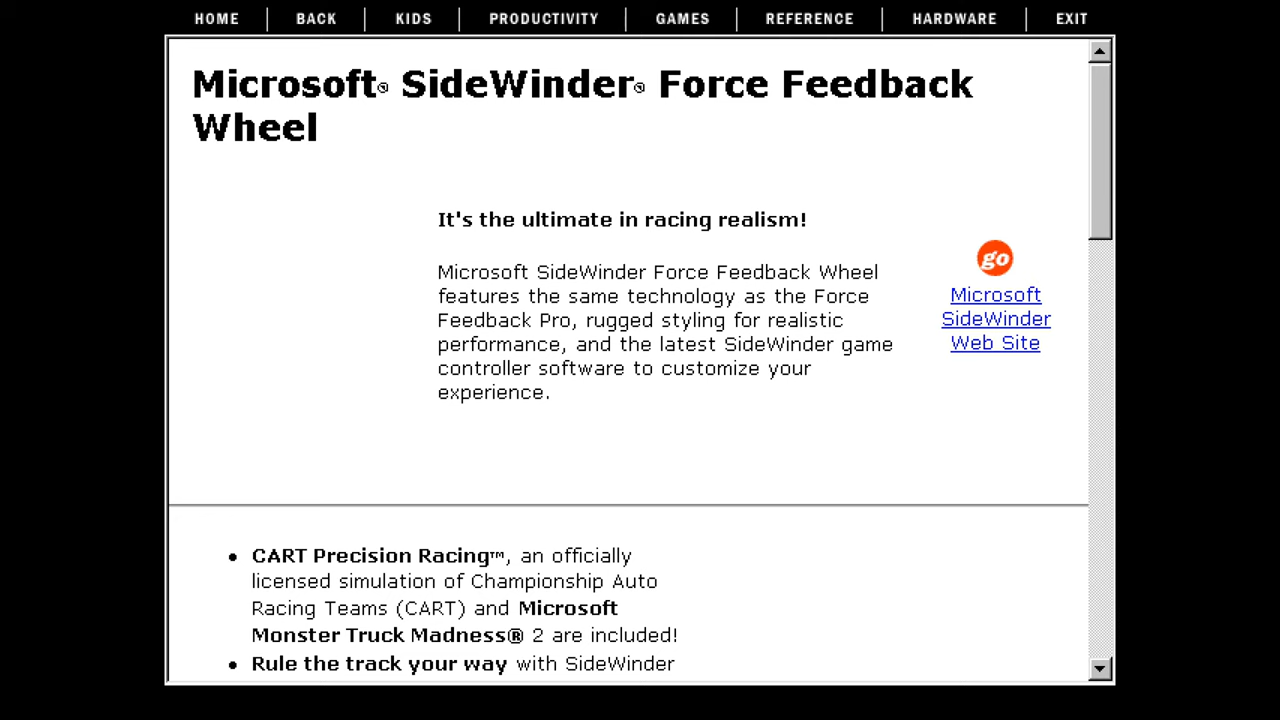 HOME BACK KIDS PRODUCTIVITY GAMES REFERENCE HARDWARE EXIT
Microsoft® SideWinder® Force Feedback
Wheel
It's the ultimate in racing realism!
Microsoft SideWinder Force Feedback Wheel
features the same technology as the Force
Feedback Pro, rugged styling for realistic
performance, and the latest SideWinder game
controller software to customize your
experience.
go
Microsoft
SideWinder
Web Site
• CART Precision Racing™, an officially
licensed simulation of Championship Auto
Racing Teams (CART) and Microsoft
Monster Truck Madness® 2 are included!
• Rule the track your way with SideWinder